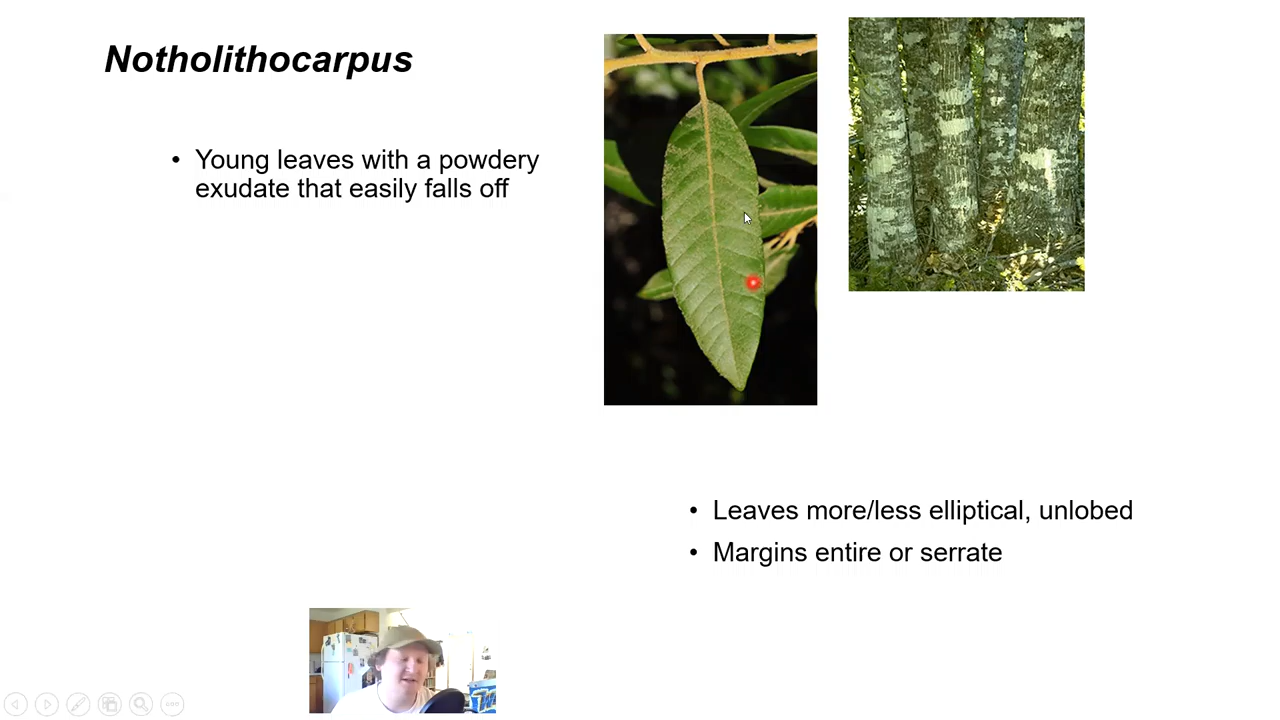 Notholithocarpus
• Young leaves with a powdery
exudate that easily falls off
• Leaves more/less elliptical, unlobed
• Margins entire or serrate